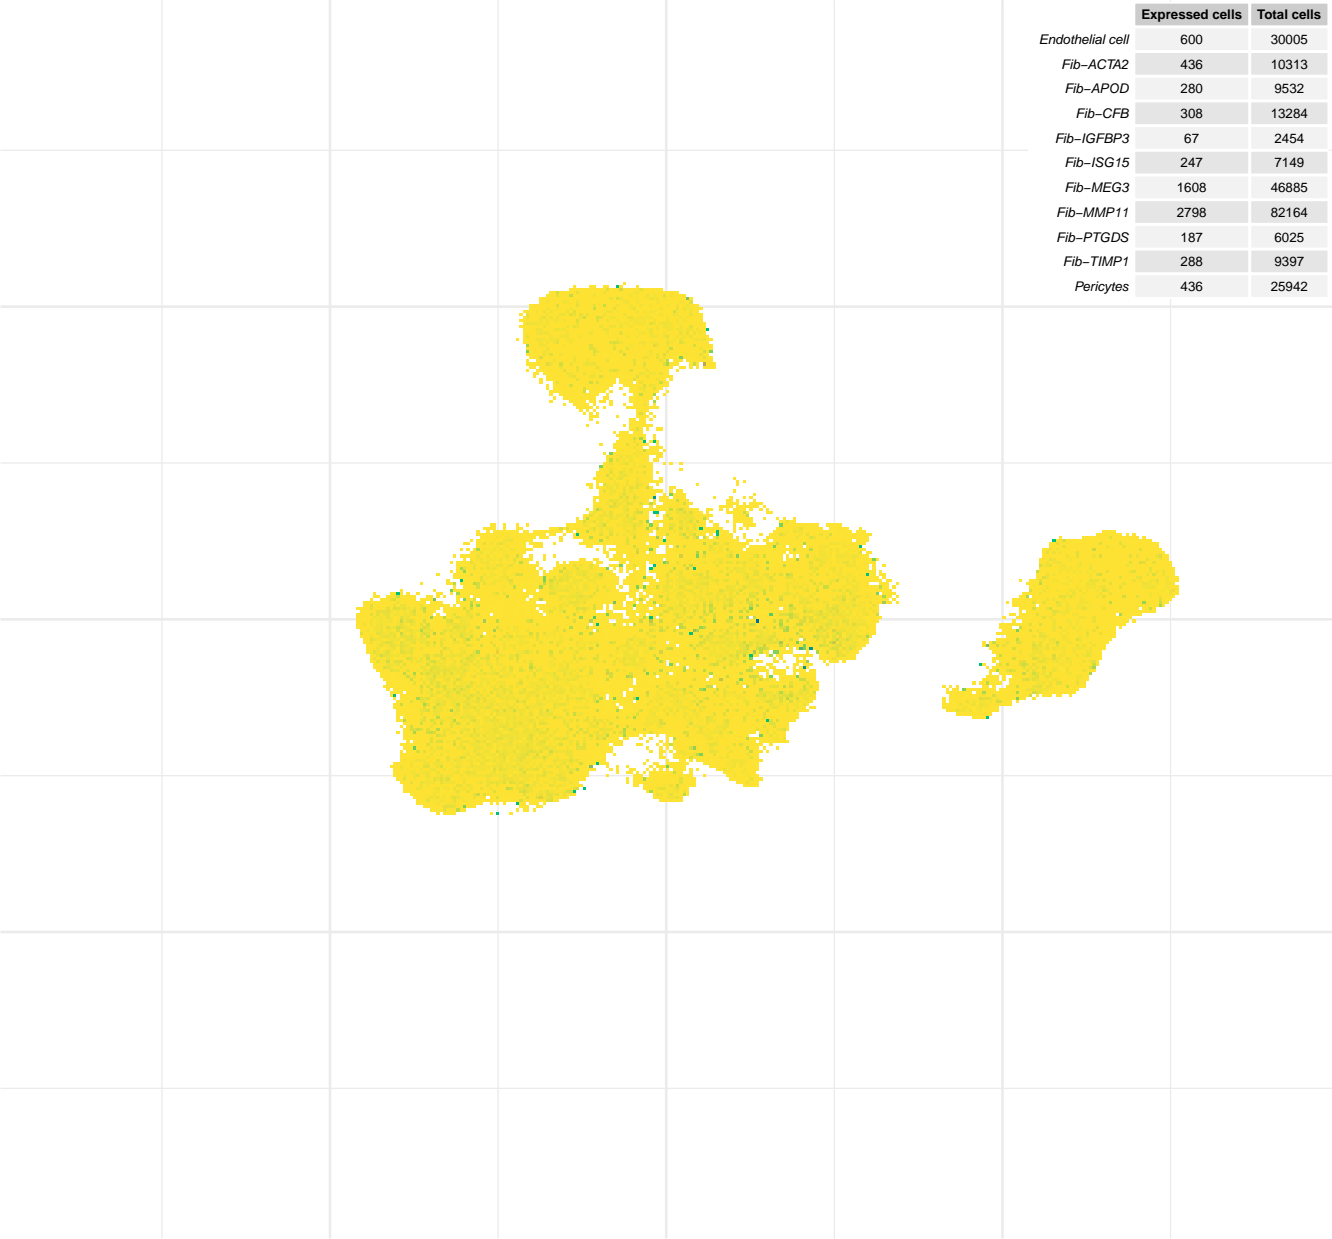 Expressed cells Total cells
Endothelial cell 600 30005
Fib−ACTA2 436 10313
Fib−APOD 280 9532
Fib−CFB 308 13284
Fib−IGFBP3 67 2454
Fib−ISG15 247 7149
Fib−MEG3 1608 46885
Fib−MMP11 2798 82164
Fib−PTGDS 187 6025
Fib−TIMP1 288 9397
Pericytes 436 25942